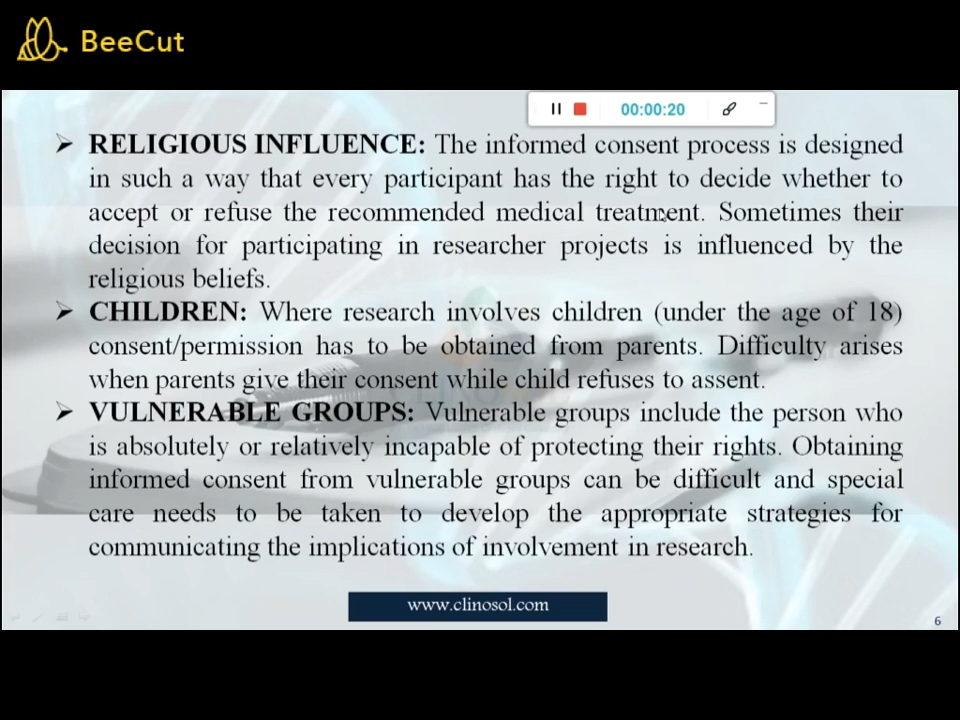 BeeCut
00:00:20
➢ RELIGIOUS INFLUENCE: The informed consent process is designed
in such a way that every participant has the right to decide whether to
accept or refuse the recommended medical treatment. Sometimes their
decision for participating in researcher projects is influenced by the
religious beliefs.
➢ CHILDREN: Where research involves children (under the age of 18)
consent/permission has to be obtained from parents. Difficulty arises
when parents give their consent while child refuses to assent.
➢ VULNERABLE GROUPS: Vulnerable groups include the person who
is absolutely or relatively incapable of protecting their rights. Obtaining
informed consent from vulnerable groups can be difficult and special
care needs to be taken to develop the appropriate strategies for
communicating the implications of involvement in research.
www.clinosol.com
6